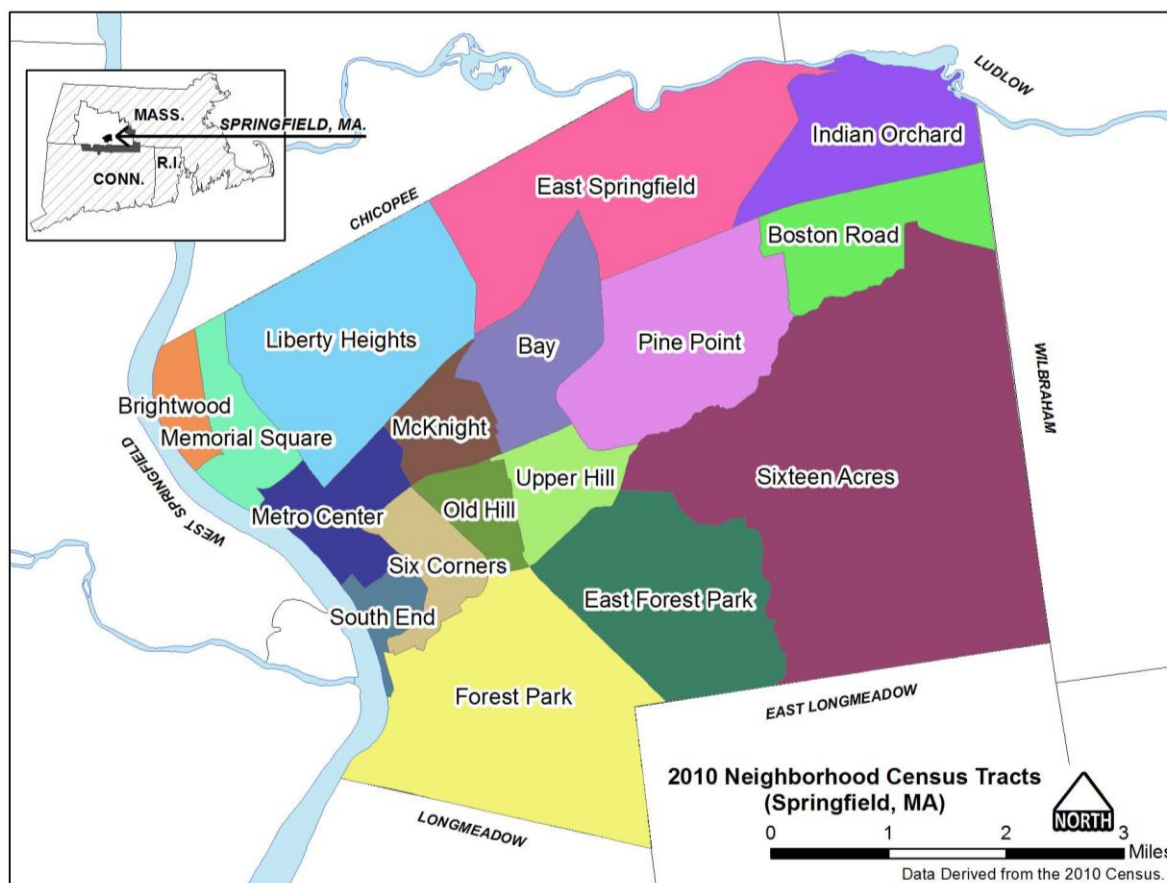 LUDLOW
MASS.
SPRINGFIELD, MA.
R.I.
CONN.
Indian Orchard
CHICOPEE
East Springfield
Boston Road
Liberty Heights
Bay
Pine Point
WILBRAHAM
Brightwood
McKnight
Memorial Square
Upper Hill
Sixteen Acres
WEST SPRINGFIELD
Metro Center
Old Hill
Six Corners
East Forest Park
South End
Forest Park
EAST LONGMEADOW
LONGMEADOW
2010 Neighborhood Census Tracts
(Springfield, MA)
NORTH
0 1 2 3
Miles
Data Derived from the 2010 Census.